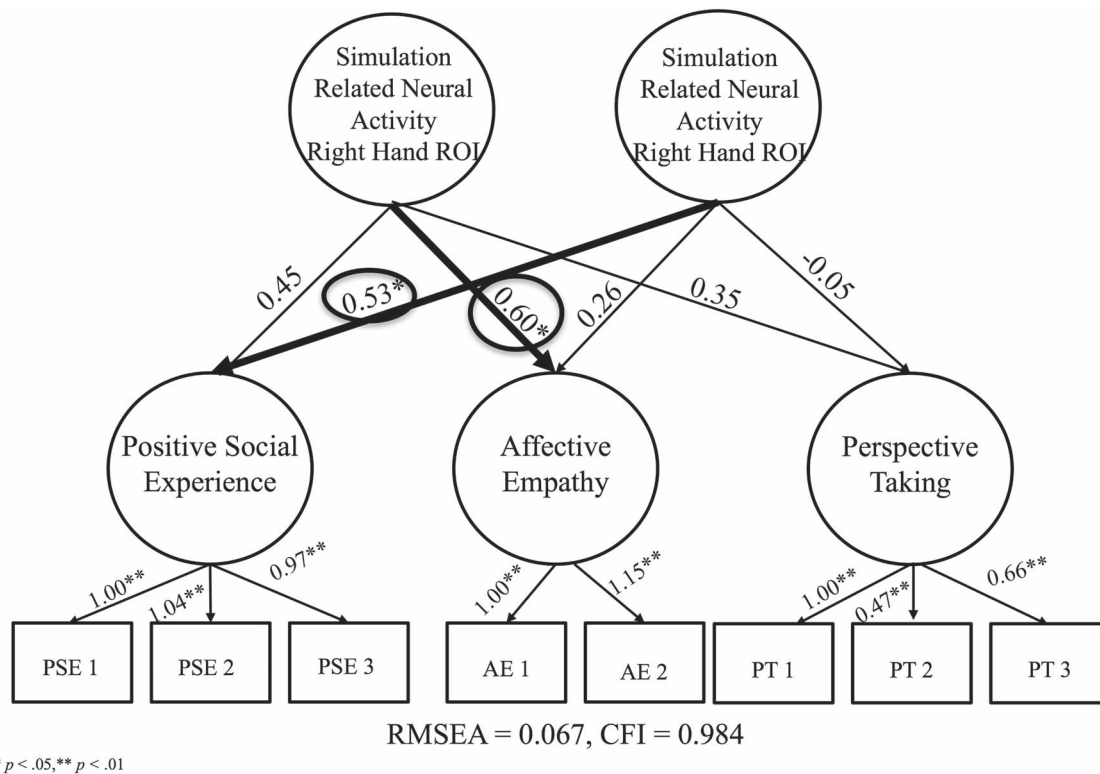 Simulation
Related Neural
Activity
Right Hand ROI
Simulation
Related Neural
Activity
Right Hand ROI
0.45
0.53*
0.60*
0.26
0.35
-0.05
Positive Social
Experience
Affective
Empathy
Perspective
Taking
1.00**
1.04**
0.97**
1.00**
1.15**
1.00**
0.47**
0.66**
PSE 1
PSE 2
PSE 3
AE 1
AE 2
PT 1
PT 2
PT 3
RMSEA = 0.067, CFI = 0.984
* p < .05,** p < .01